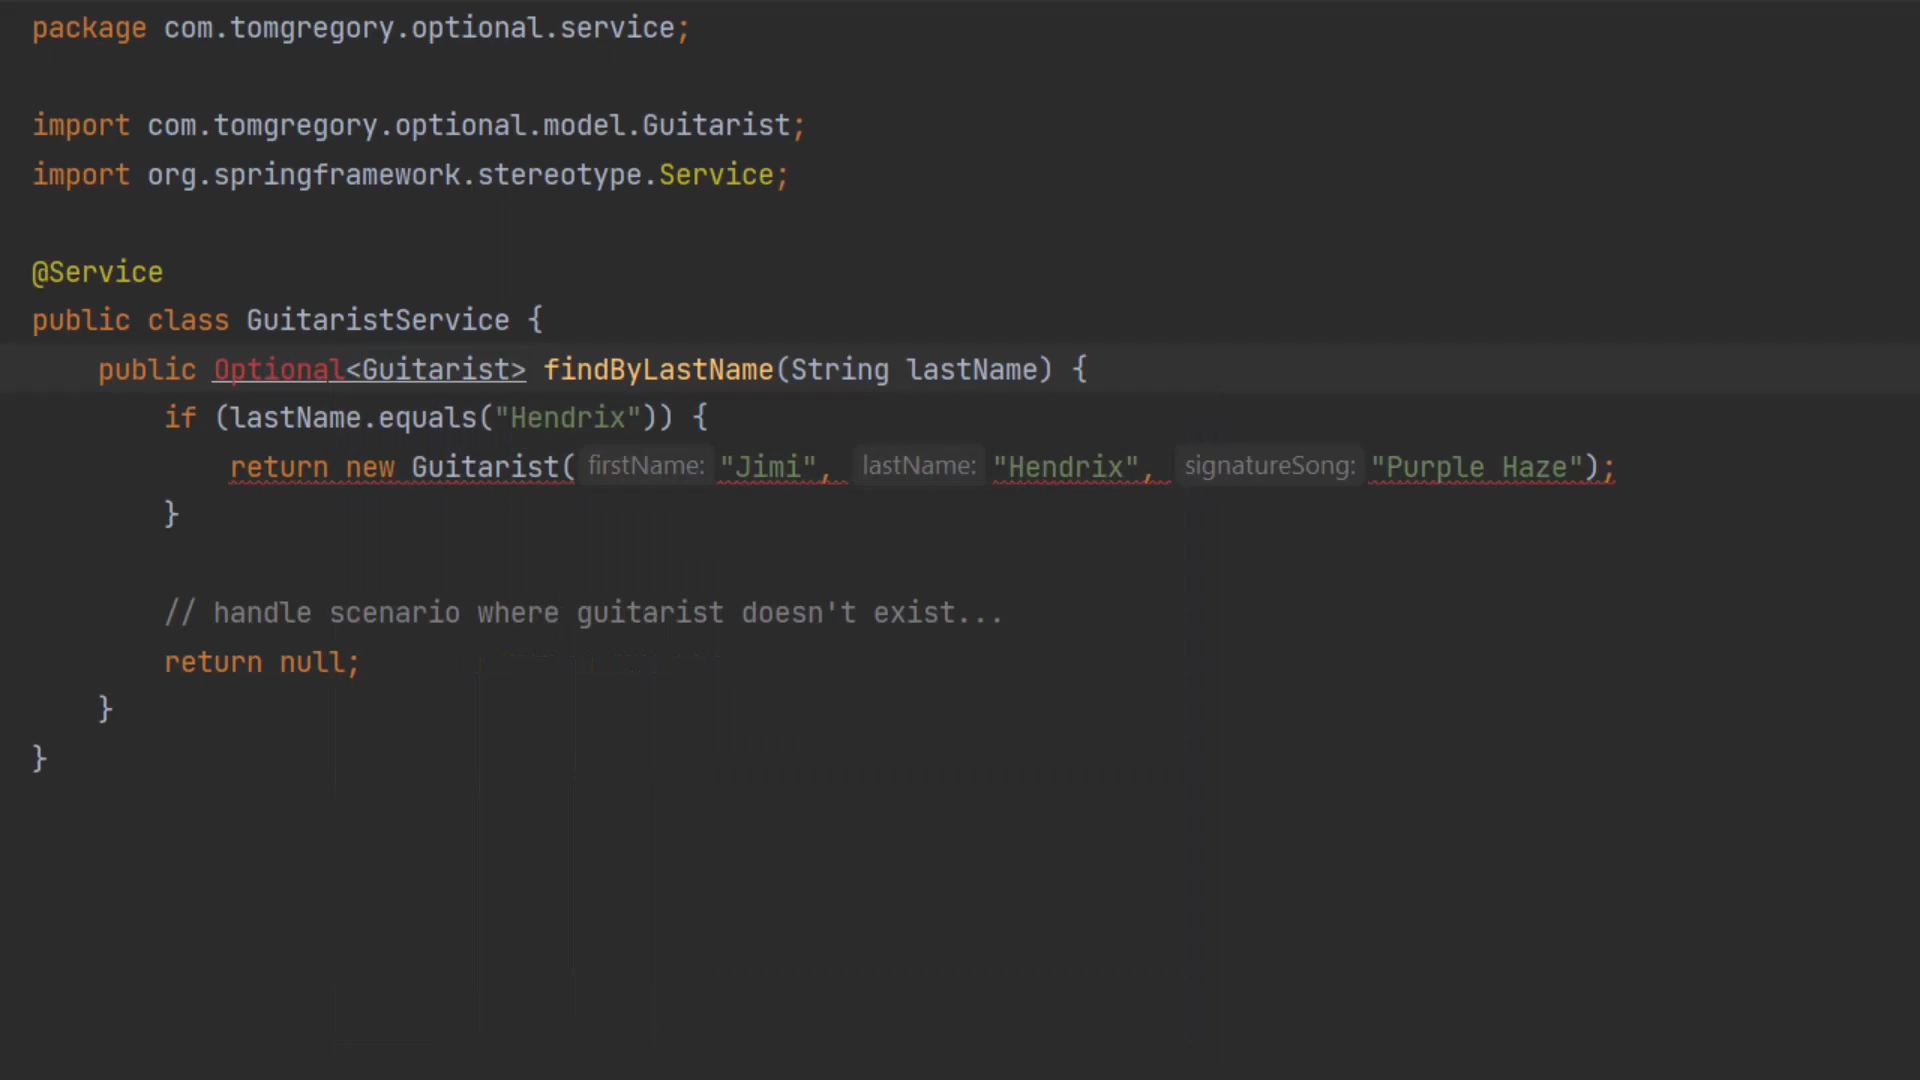 package com.tomgregory.optional.service;
import com.tomgregory.optional.model.Guitarist;
import org.springframework.stereotype.Service;
@Service
public class GuitaristService {
public Optional<Guitarist> findByLastName(String lastName) {
if (lastName.equals("Hendrix")) {
return new Guitarist( firstName: "Jimi", lastName: "Hendrix", signatureSong: "Purple Haze");
}
// handle scenario where guitarist doesn't exist...
return null;
}
}